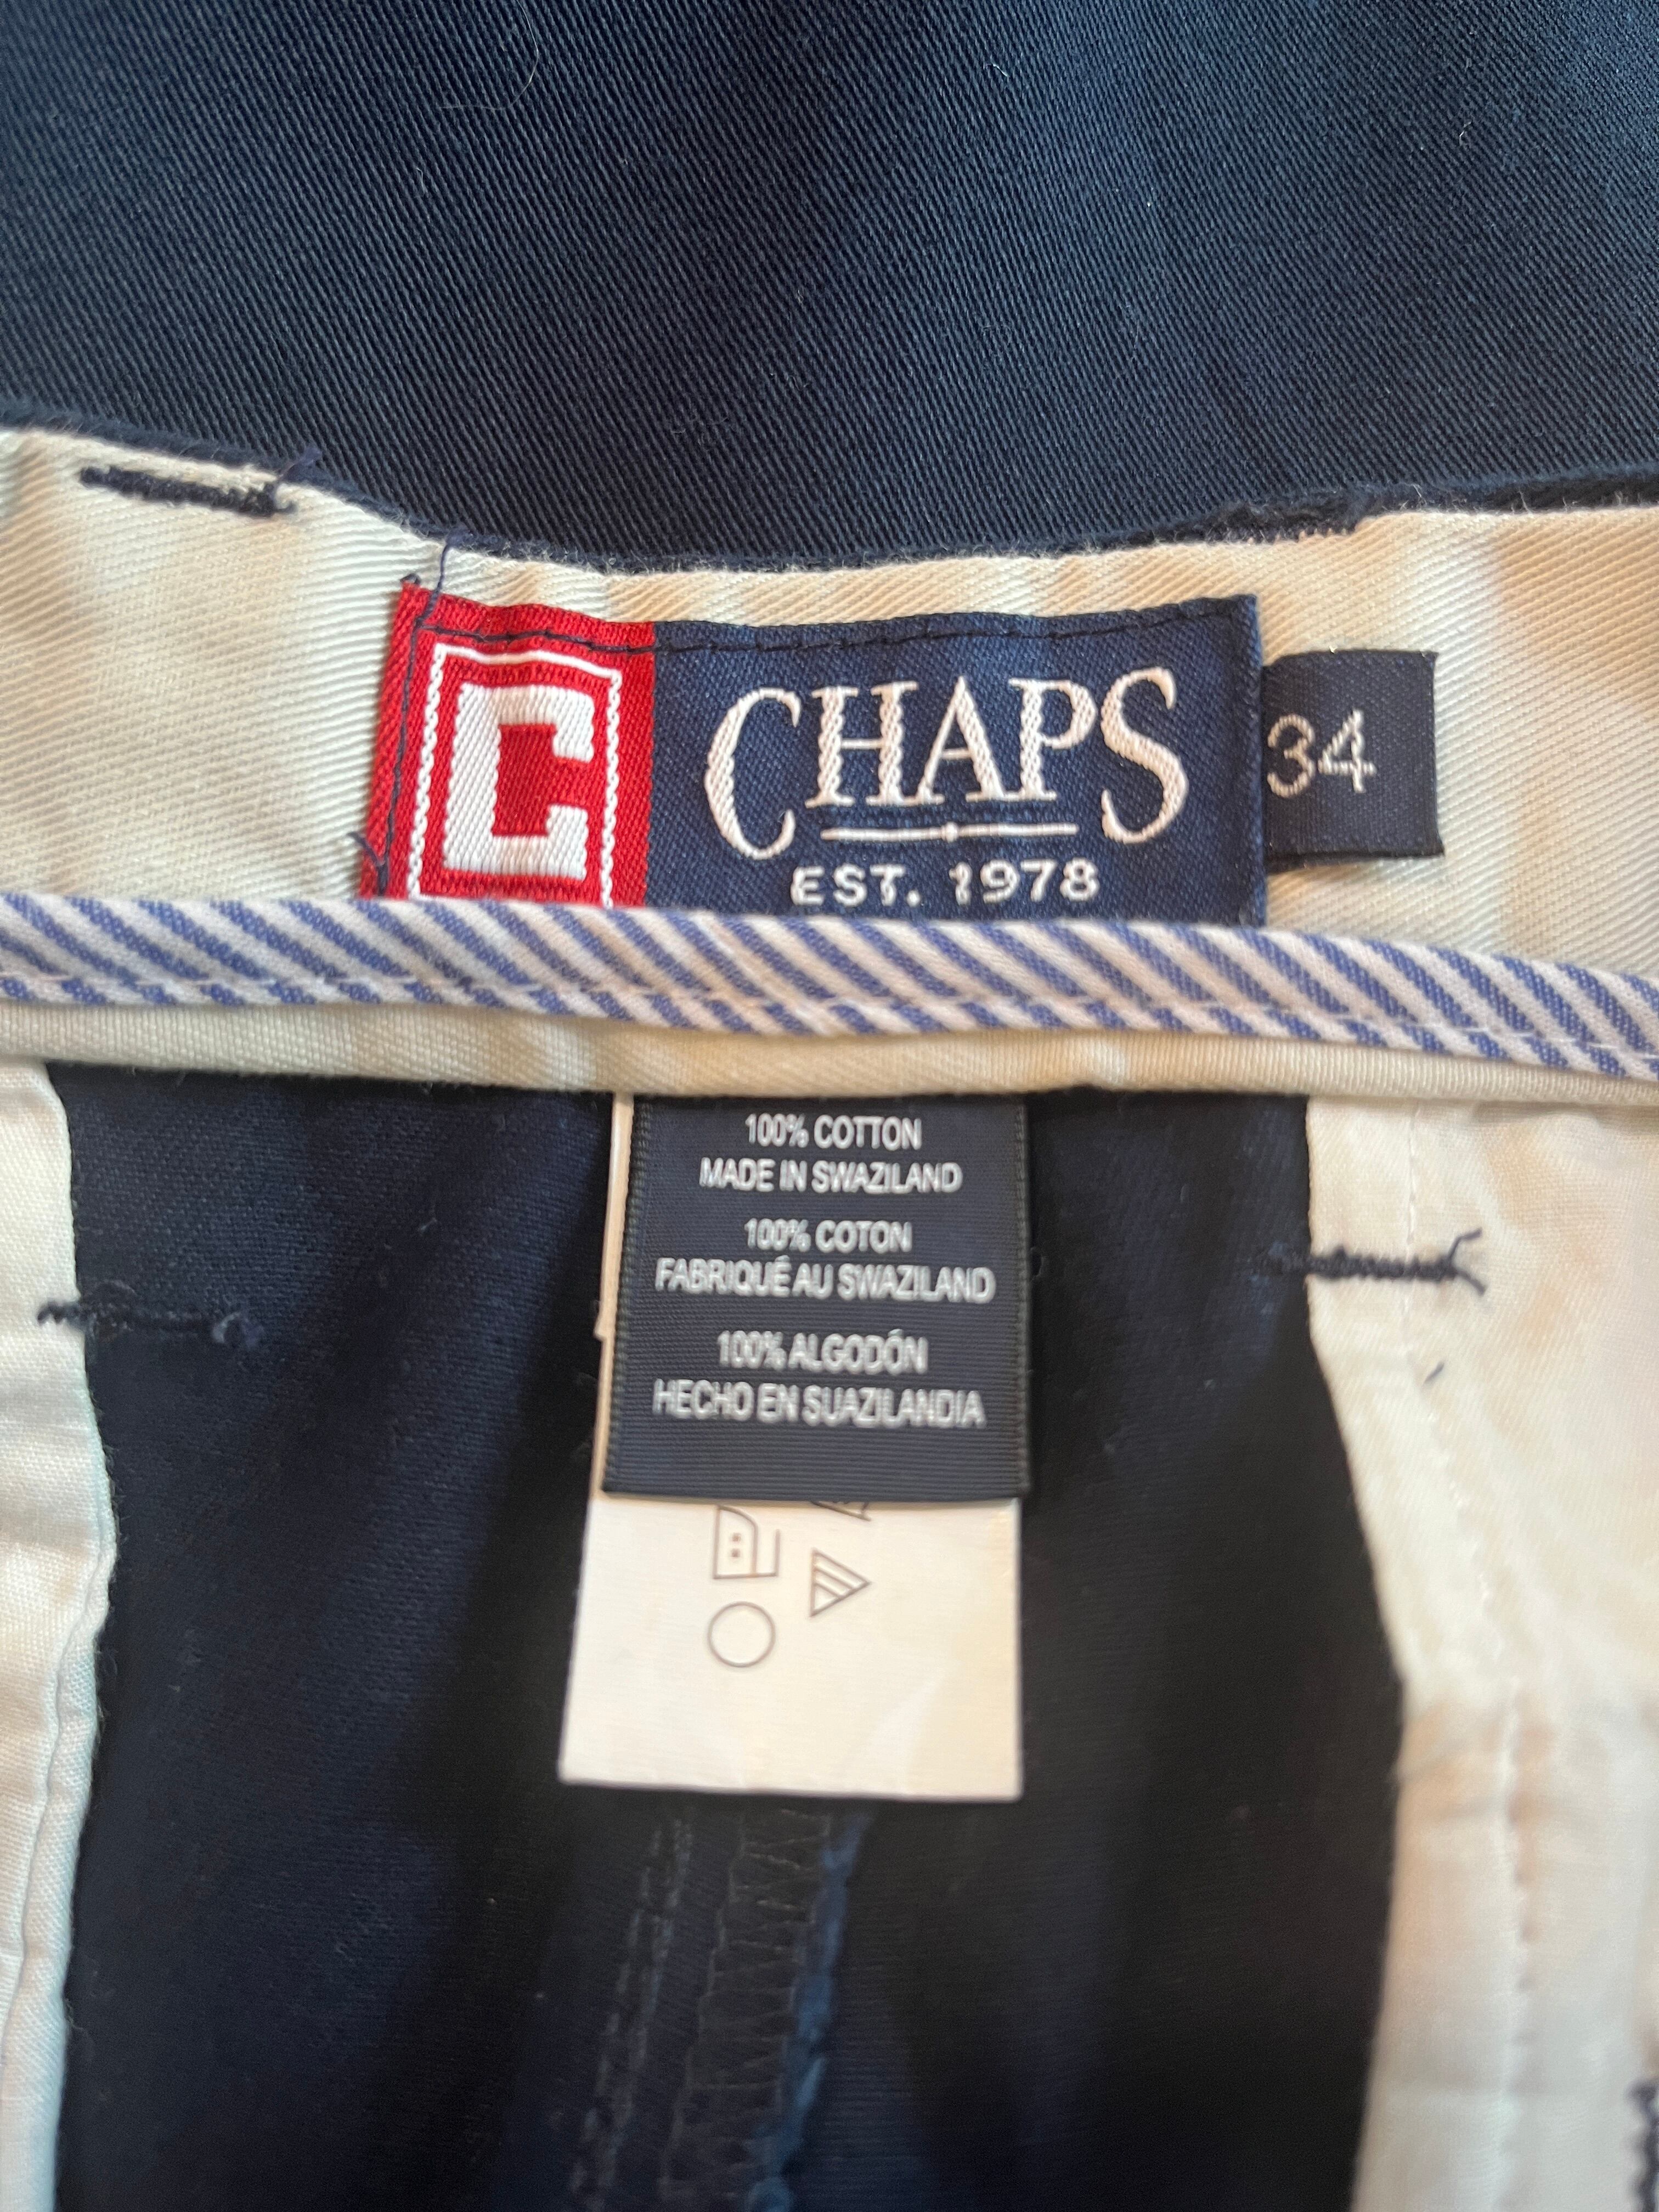 C
CHAPS
EST. 1978
34
100% COTTON
MADE IN SWAZILAND
100% COTON
FABRIQUÉ AU SWAZILAND
100% ALGODÓN
HECHO EN SUAZILANDIA